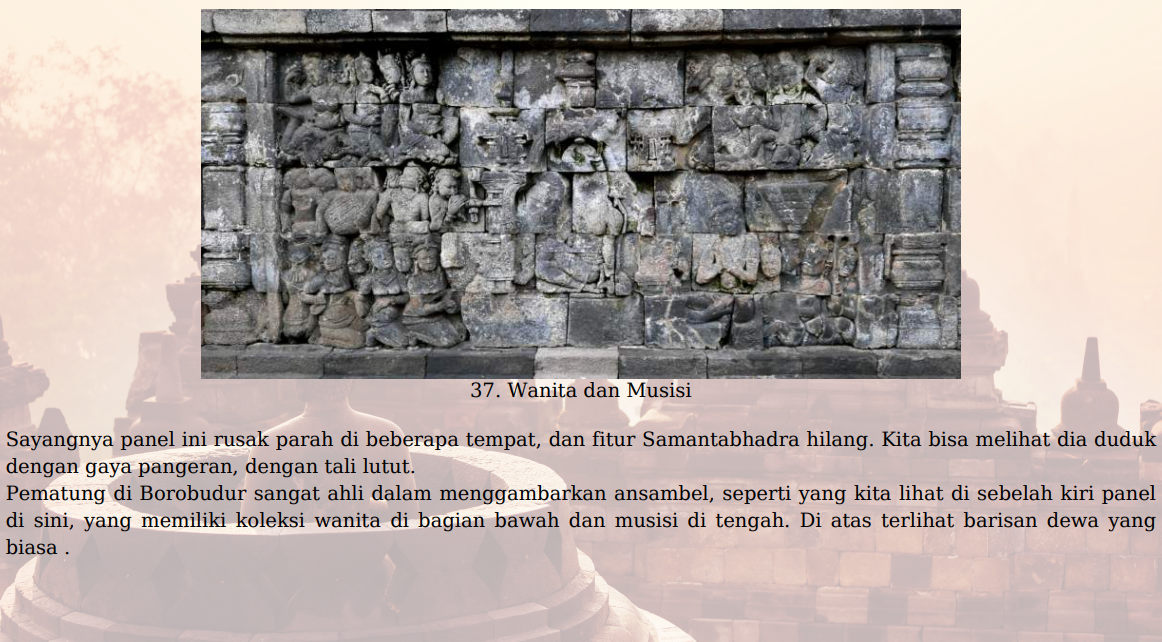 37. Wanita dan Musisi
Sayangnya panel ini rusak parah di beberapa tempat, dan fitur Samantabhadra hilang. Kita bisa melihat dia duduk
dengan gaya pangeran, dengan tali lutut.
Pematung di Borobudur sangat ahli dalam menggambarkan ansambel, seperti yang kita lihat di sebelah kiri panel
di sini, yang memiliki koleksi wanita di bagian bawah dan musisi di tengah. Di atas terlihat barisan dewa yang
biasa .